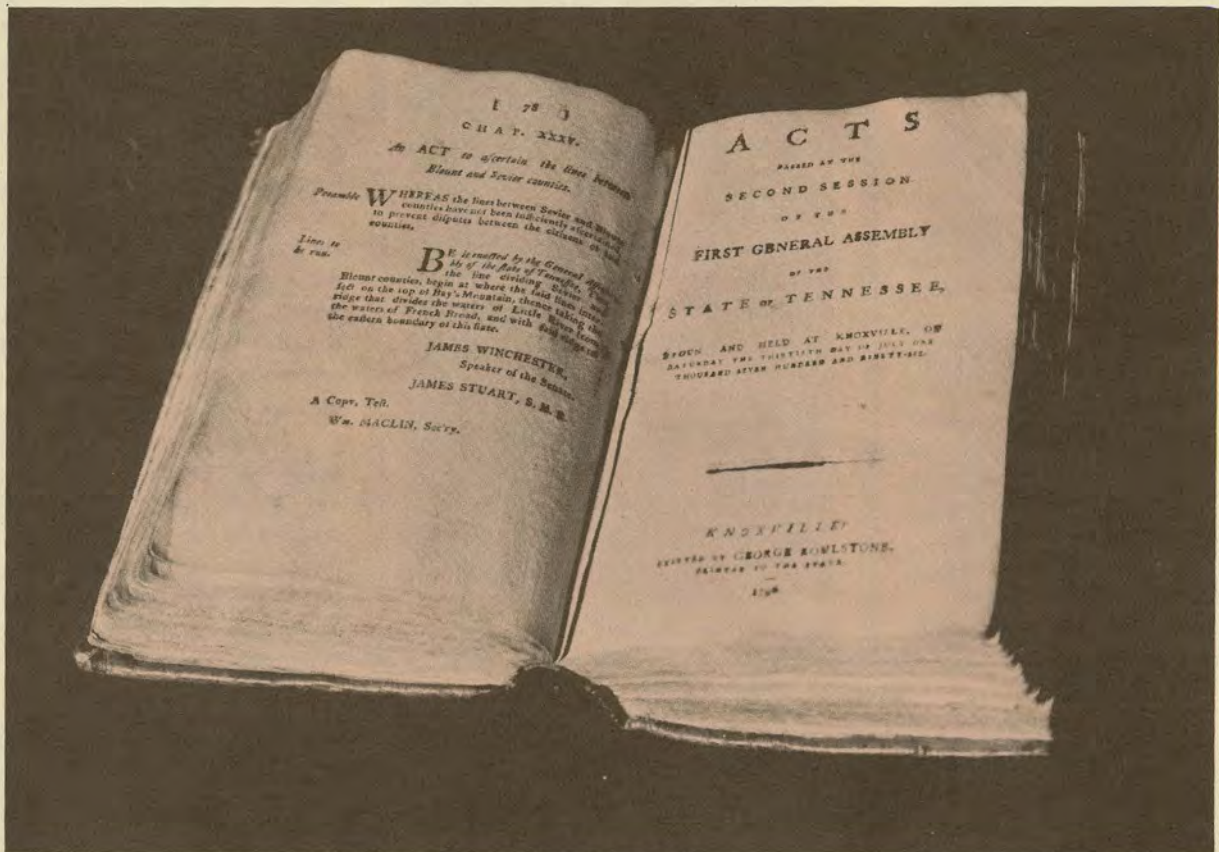 [ 78 ]
CHAP. XXXV.
An ACT to ascertain the lines between
Blount and Sevier counties.
Preamble WHEREAS the lines between Sevier and Blount
counties have not been sufficiently ascertained
to prevent disputes between the citizens of said
counties.
Lines to
be run.
BE it enacted by the General Assem-
bly of the state of Tennessee, That
the line dividing Sevier and
Blount counties, begin at where the said lines inter-
sect on the top of Bay's Mountain, thence taking the
ridge that divides the waters of Little River from
the waters of French Broad, and with said ridge to
the eastern boundary of this state.
JAMES WINCHESTER,
Speaker of the Senate.
JAMES STUART, S. H. R.
A Copy, Test.
Wm. MACLIN, Sec'ry.
ACTS
PASSED AT THE
SECOND SESSION
OF THE
FIRST GENERAL ASSEMBLY
OF THE
STATE OF TENNESSEE,
BEGUN AND HELD AT KNOXVILLE, ON
SATURDAY THE THIRTIETH DAY OF JULY ONE
THOUSAND SEVEN HUNDRED AND NINETY-SIX.
KNOXVILLE:
PRINTED BY GEORGE ROULSTONE,
PRINTER TO THE STATE.
1796